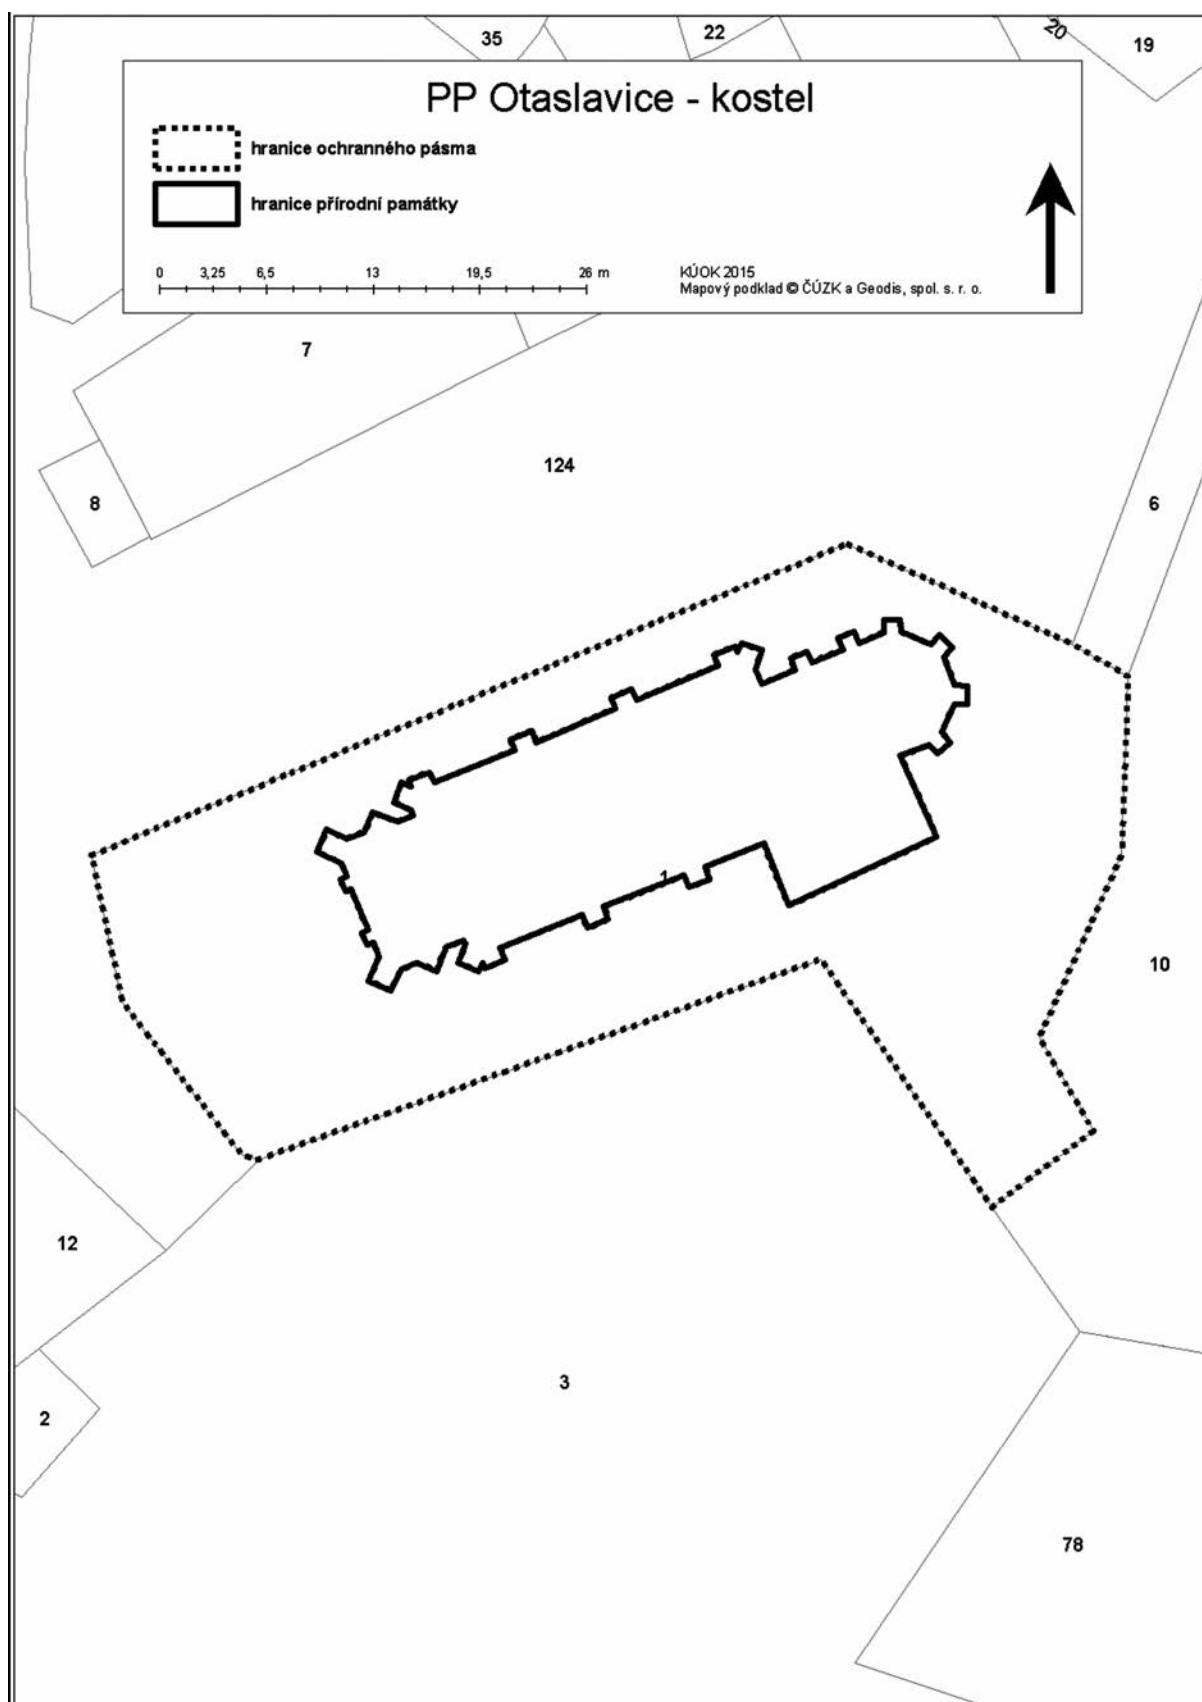 35
22
20
19
PP Otaslavice - kostel
hranice ochranného pásma
hranice přírodní památky
0 3,25 6,5 13 19,5 26 m
KÚOK 2015
Mapový podklad © ČÚZK a Geodis, spol. s. r. o.
7
124
8
6
1
10
12
3
2
78